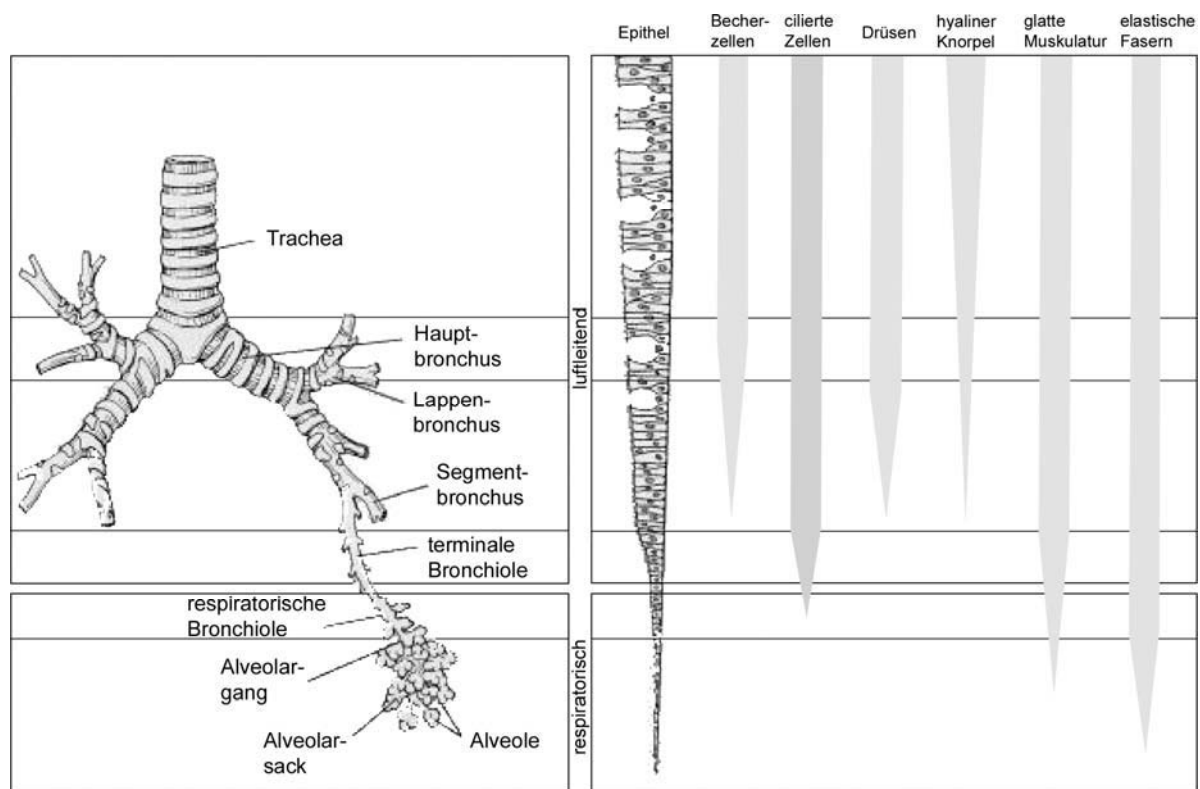 Trachea
Haupt-
bronchus
Lappen-
bronchus
Segment-
bronchus
terminale
Bronchiole
respiratorische
Bronchiole
Alveolar-
gang
Alveolar-
sack
Alveole
luftleitend
respiratorisch
Epithel
Becher-
zellen
cilierte
Zellen
Drüsen
hyaliner
Knorpel
glatte
Muskulatur
elastische
Fasern